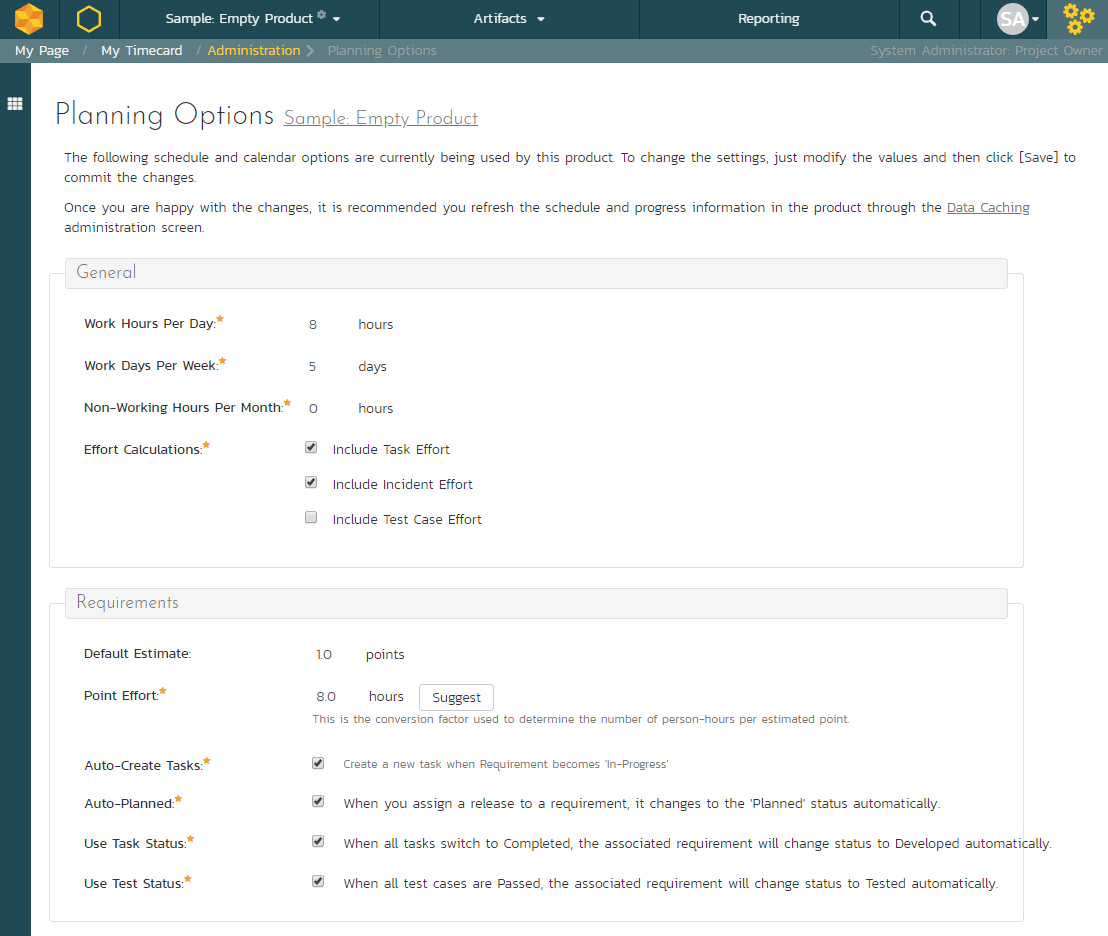 Sample: Empty Product
Artifacts
Reporting
SA
My Page / My Timecard / Administration Planning Options
System Administrator: Project Owner
Planning Options Sample: Empty Product
The following schedule and calendar options are currently being used by this product. To change the settings, just modify the values and then click [Save] to
commit the changes.
Once you are happy with the changes, it is recommended you refresh the schedule and progress information in the product through the Data Caching
administration screen.
General
Work Hours Per Day: 8 hours
Work Days Per Week: 5 days
Non-Working Hours Per Month: 0 hours
Effort Calculations: Include Task Effort
Include Incident Effort
Include Test Case Effort
Requirements
Default Estimate: 1.0 points
Point Effort: 8.0 hours Suggest
This is the conversion factor used to determine the number of person-hours per estimated point.
Auto-Create Tasks: Create a new task when Requirement becomes 'In-Progress'
Auto-Planned: When you assign a release to a requirement, it changes to the 'Planned' status automatically.
Use Task Status: When all tasks switch to Completed, the associated requirement will change status to Developed automatically.
Use Test Status: When all test cases are Passed, the associated requirement will change status to Tested automatically.